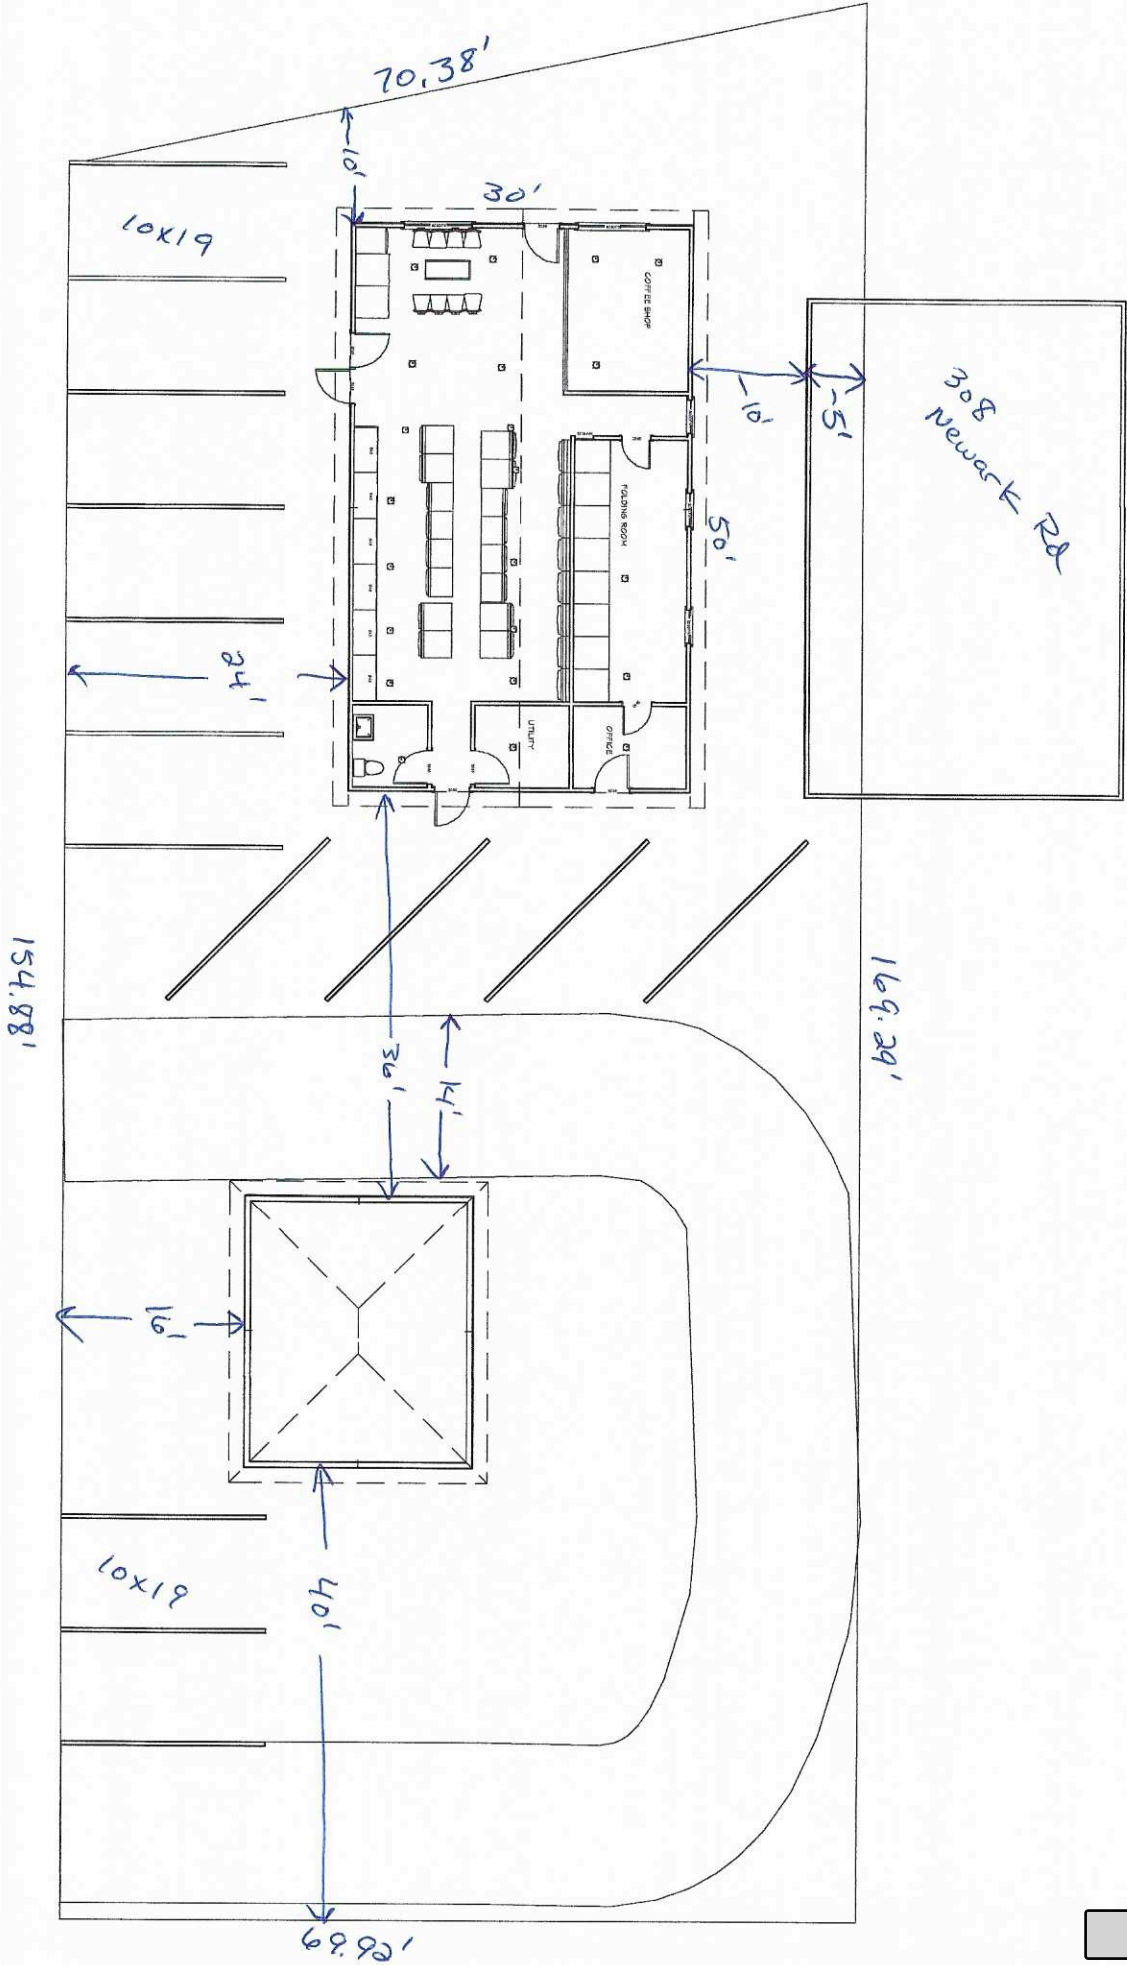 70.38'
10'
30'
10x19
COFFEE SHOP
308
Newark Rd
10'
5'
50'
FOLDING ROOM
24'
UTILITY
OFFICE
154.88'
169.29'
36'
14'
16'
10x19
40'
69.92'